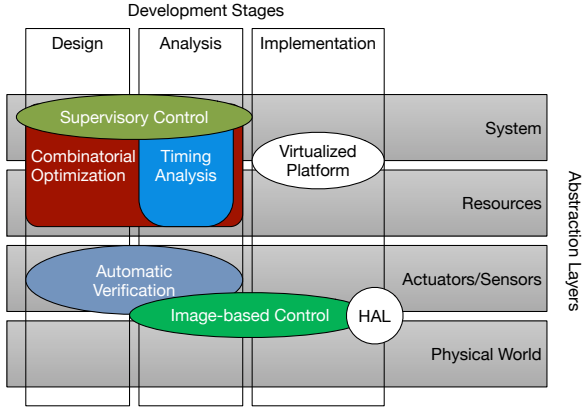 Development Stages
Design
Analysis
Implementation
Supervisory Control
System
Combinatorial
Optimization
Timing
Analysis
Virtualized
Platform
Resources
Abstraction Layers
Automatic
Verification
Actuators/Sensors
Image-based Control
HAL
Physical World